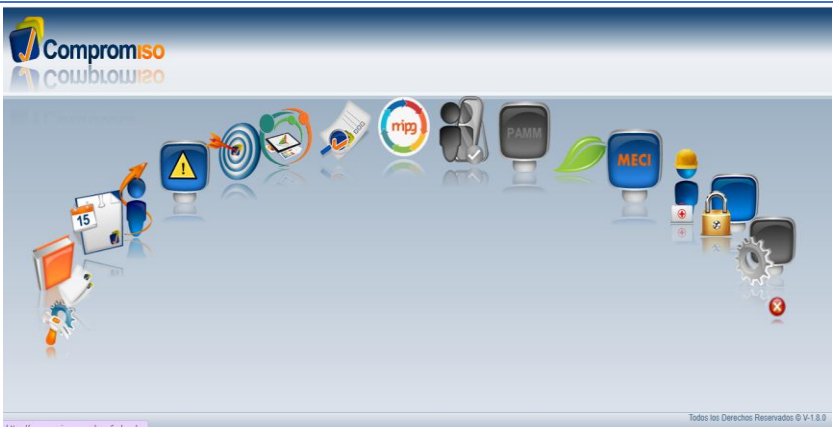 Compromiso
mipg
PAMM
MECI
15
Todos los Derechos Reservados © V-1.8.0